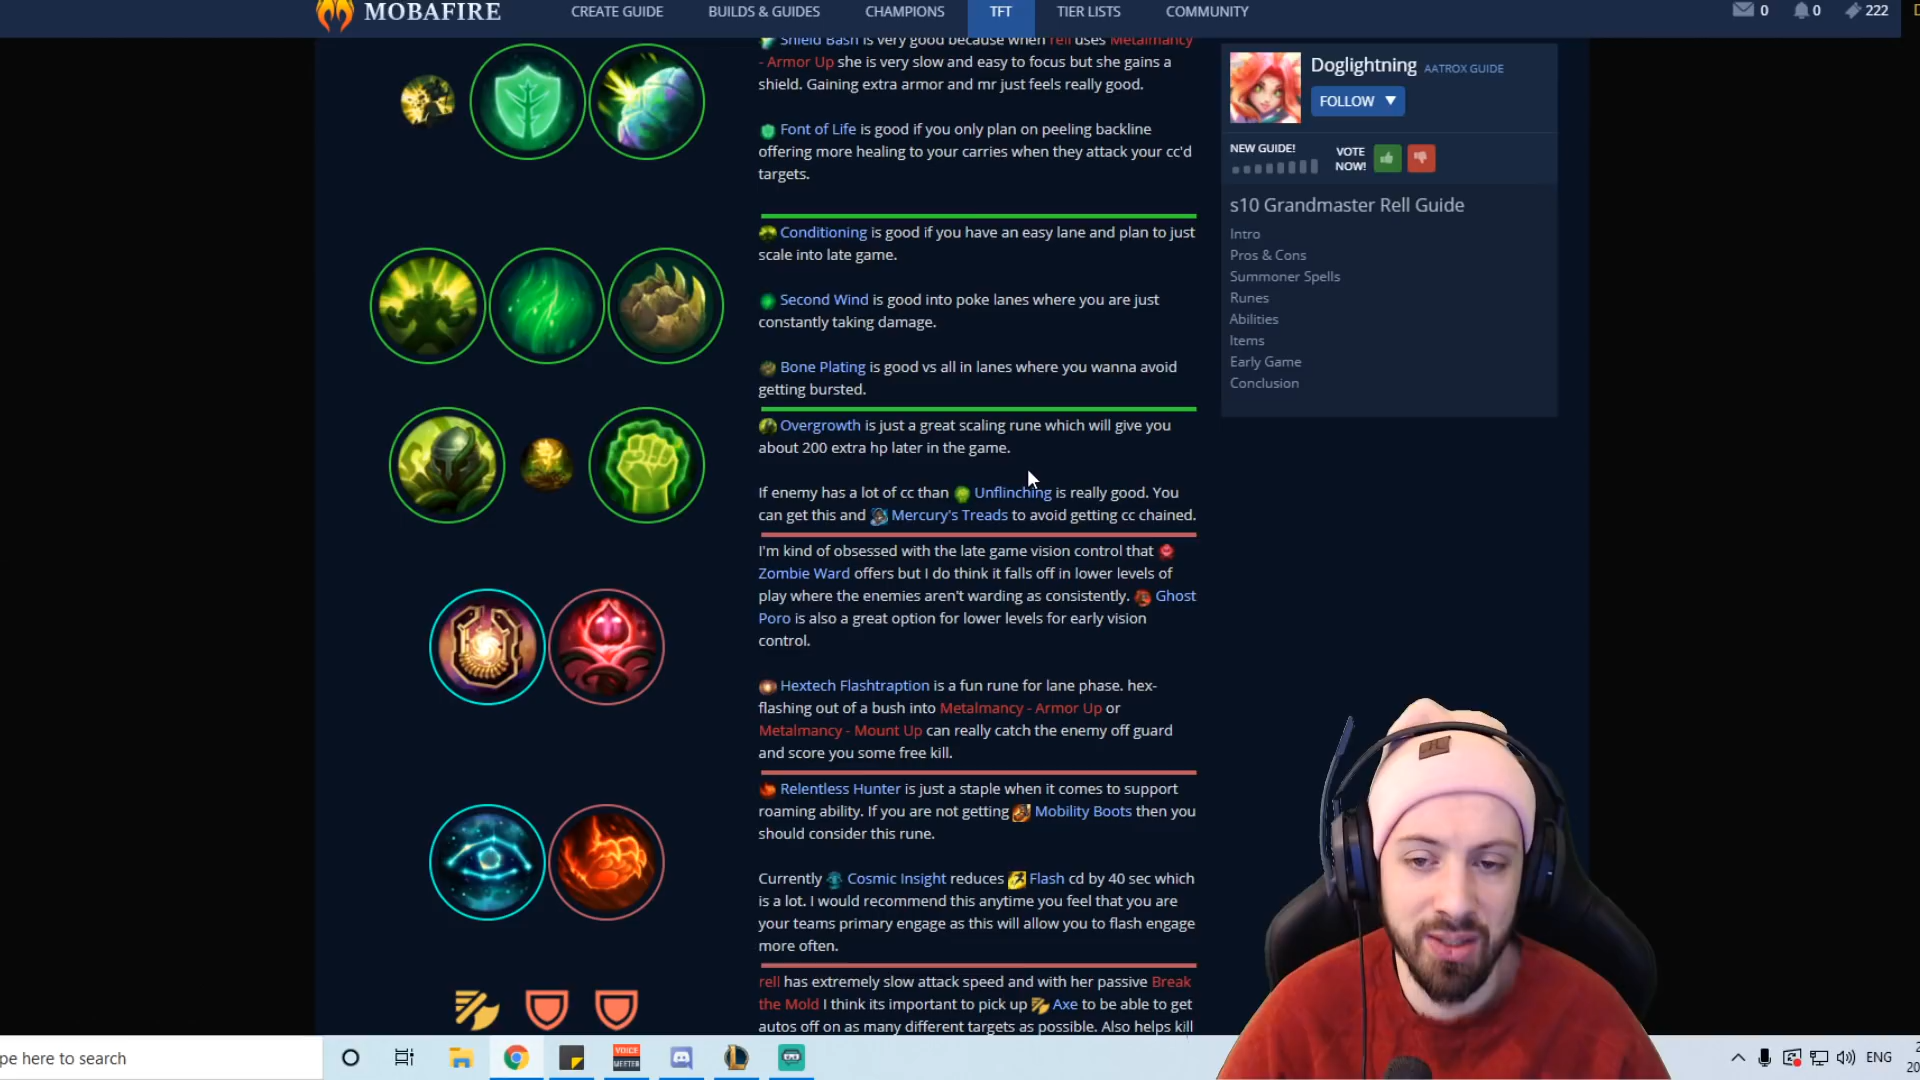 MOBAFIRE
CREATE GUIDE
BUILDS & GUIDES
CHAMPIONS
TFT
TIER LISTS
COMMUNITY
0
0
222
Shield Bash is very good because when rell uses Metalmancy
- Armor Up she is very slow and easy to focus but she gains a
shield. Gaining extra armor and mr just feels really good.
Font of Life is good if you only plan on peeling backline
offering more healing to your carries when they attack your cc'd
targets.
Conditioning is good if you have an easy lane and plan to just
scale into late game.
Second Wind is good into poke lanes where you are just
constantly taking damage.
Bone Plating is good vs all in lanes where you wanna avoid
getting bursted.
Overgrowth is just a great scaling rune which will give you
about 200 extra hp later in the game.
If enemy has a lot of cc than Unflinching is really good. You
can get this and Mercury's Treads to avoid getting cc chained.
I'm kind of obsessed with the late game vision control that
Zombie Ward offers but I do think it falls off in lower levels of
play where the enemies aren't warding as consistently. Ghost
Poro is also a great option for lower levels for early vision
control.
Hextech Flashtraption is a fun rune for lane phase. hex-
flashing out of a bush into Metalmancy - Armor Up or
Metalmancy - Mount Up can really catch the enemy off guard
and score you some free kill.
Relentless Hunter is just a staple when it comes to support
roaming ability. If you are not getting Mobility Boots then you
should consider this rune.
Currently Cosmic Insight reduces Flash cd by 40 sec which
is a lot. I would recommend this anytime you feel that you are
your teams primary engage as this will allow you to flash engage
more often.
rell has extremely slow attack speed and with her passive Break
the Mold I think its important to pick up Axe to be able to get
autos off on as many different targets as possible. Also helps kill
Doglightning AATROX GUIDE
FOLLOW
NEW GUIDE!
VOTE
NOW!
s10 Grandmaster Rell Guide
Intro
Pros & Cons
Summoner Spells
Runes
Abilities
Items
Early Game
Conclusion
pe here to search
VOICE
MEETER
ENG
2
20